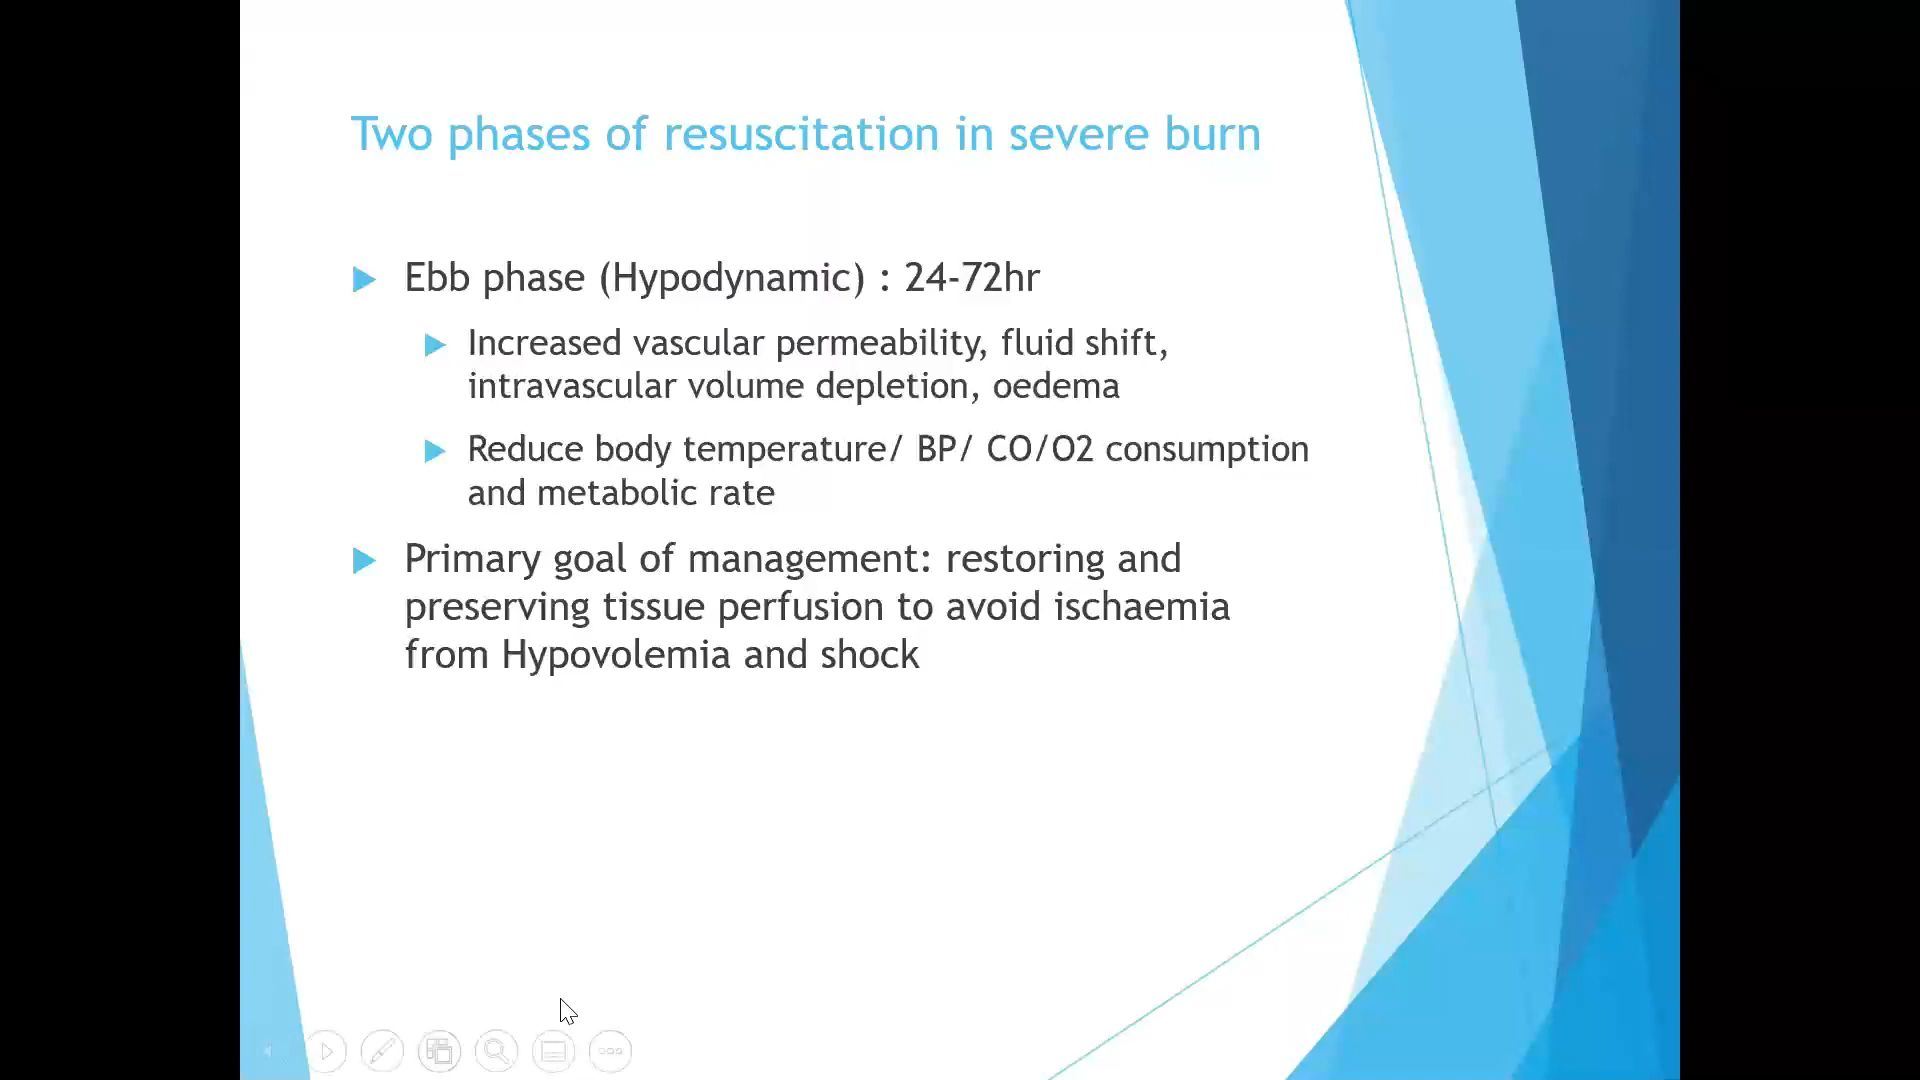 Two phases of resuscitation in severe burn
Ebb phase (Hypodynamic) : 24-72hr
Increased vascular permeability, fluid shift,
intravascular volume depletion, oedema
Reduce body temperature/ BP/ CO/O2 consumption
and metabolic rate
Primary goal of management: restoring and
preserving tissue perfusion to avoid ischaemia
from Hypovolemia and shock